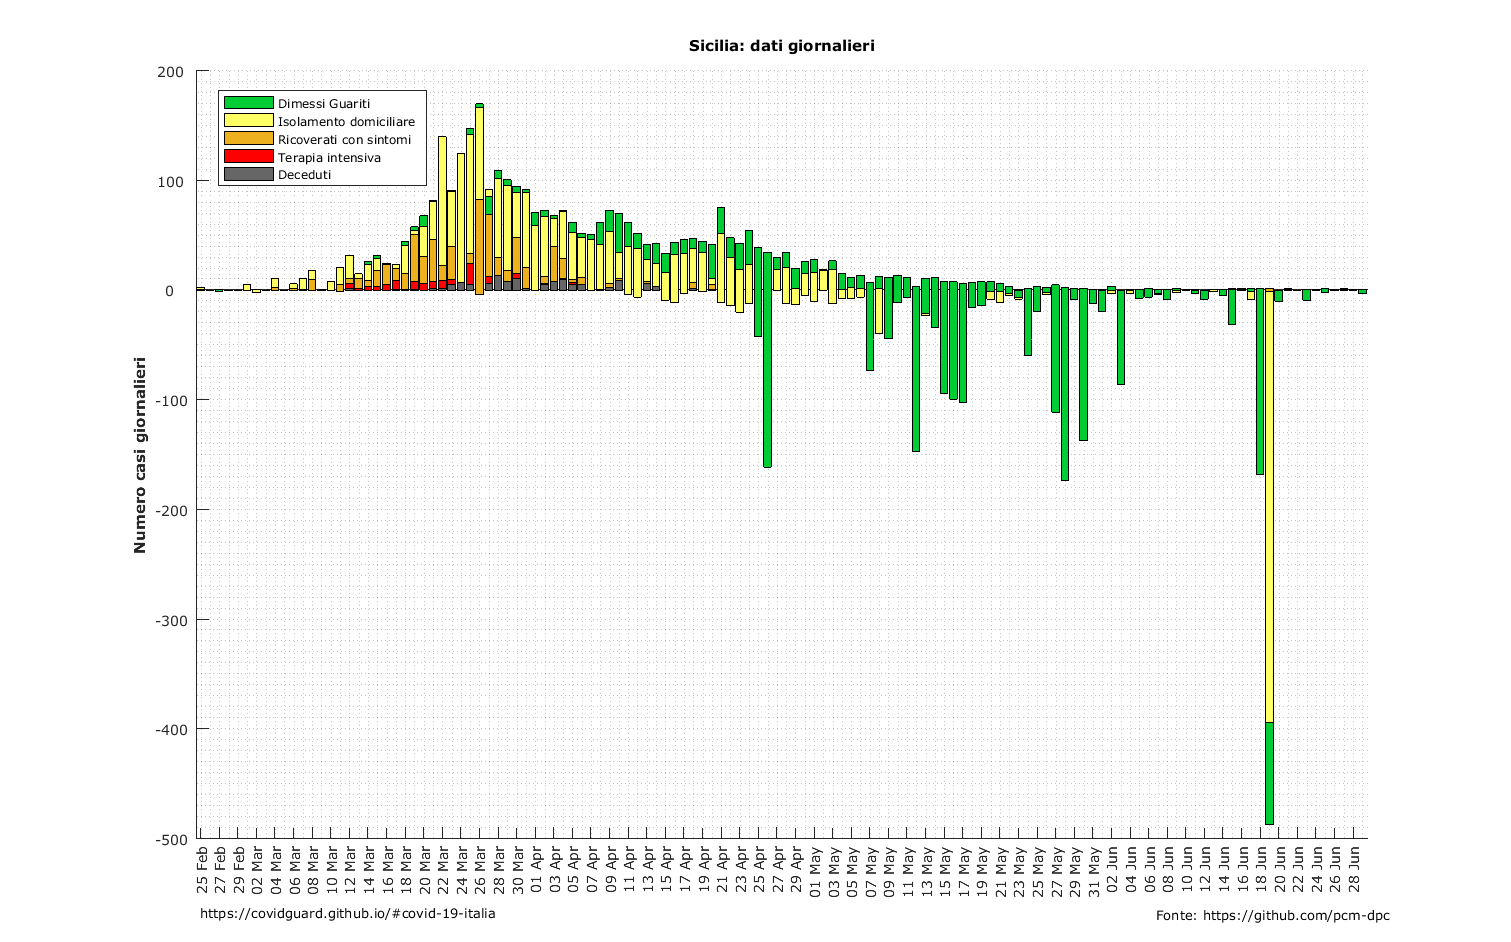 Sicilia: dati giornalieri
200
100
0
-100
-200
-300
-400
-500
Numero casi giornalieri
Dimessi Guariti
Isolamento domiciliare
Ricoverati con sintomi
Terapia intensiva
Deceduti
25 Feb
27 Feb
29 Feb
02 Mar
04 Mar
06 Mar
08 Mar
10 Mar
12 Mar
14 Mar
16 Mar
18 Mar
20 Mar
22 Mar
24 Mar
26 Mar
28 Mar
30 Mar
01 Apr
03 Apr
05 Apr
07 Apr
09 Apr
11 Apr
13 Apr
15 Apr
17 Apr
19 Apr
21 Apr
23 Apr
25 Apr
27 Apr
29 Apr
01 May
03 May
05 May
07 May
09 May
11 May
13 May
15 May
17 May
19 May
21 May
23 May
25 May
27 May
29 May
31 May
02 Jun
04 Jun
06 Jun
08 Jun
10 Jun
12 Jun
14 Jun
16 Jun
18 Jun
20 Jun
22 Jun
24 Jun
26 Jun
28 Jun
https://covidguard.github.io/#covid-19-italia
Fonte: https://github.com/pcm-dpc